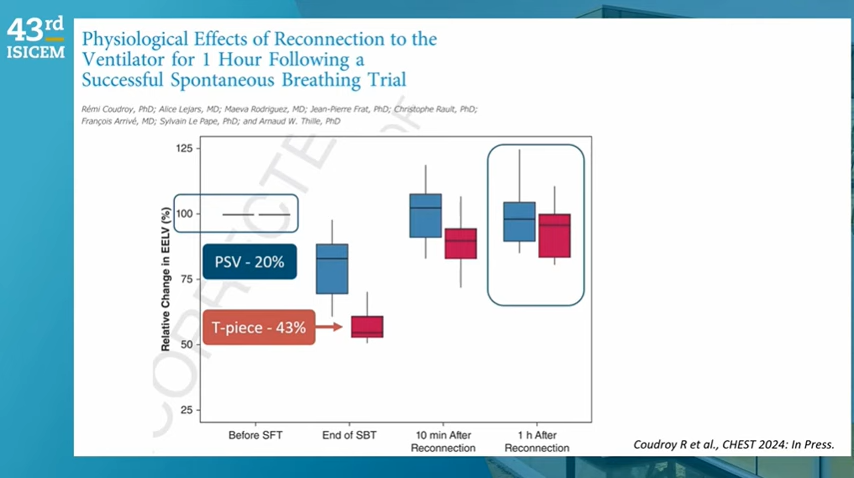 43rd
ISICEM
Physiological Effects of Reconnection to the
Ventilator for 1 Hour Following a
Successful Spontaneous Breathing Trial
Rémi Coudroy, PhD; Alice Lejars, MD; Maeva Rodriguez, MD; Jean-Pierre Frat, PhD; Christophe Rault, PhD;
François Arrivé, MD; Sylvain Le Pape, PhD; and Arnaud W. Thille, PhD
Relative Change in EELV (%)
125
100
75
50
25
PSV - 20%
T-piece - 43%
Before SFT
End of SBT
10 min After
Reconnection
1 h After
Reconnection
Coudroy R et al., CHEST 2024: In Press.